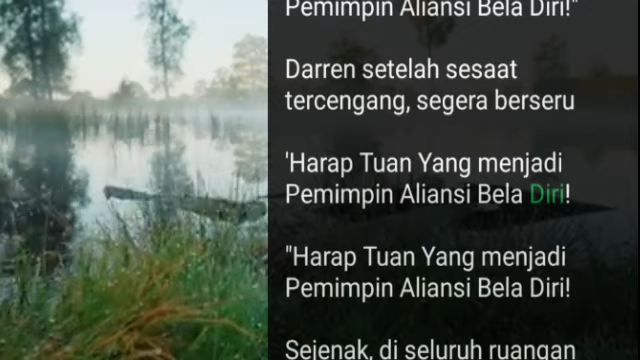 Pemimpin Aliansi Bela Diri!"
Darren setelah sesaat
tercengang, segera berseru
'Harap Tuan Yang menjadi
Pemimpin Aliansi Bela Diri!
"Harap Tuan Yang menjadi
Pemimpin Aliansi Bela Diri!
Sejenak, di seluruh ruangan